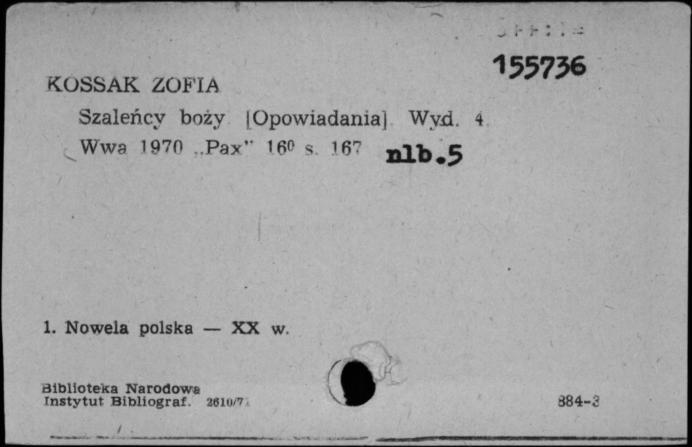 155736
KOSSAK ZOFIA
Szaleńcy boży [Opowiadania] Wyd. 4
Wwa 1970 „Pax” 16⁰ s. 167 nlb.5
1. Nowela polska — XX w.
Biblioteka Narodowa
Instytut Bibliograf. 2610/7
884-3